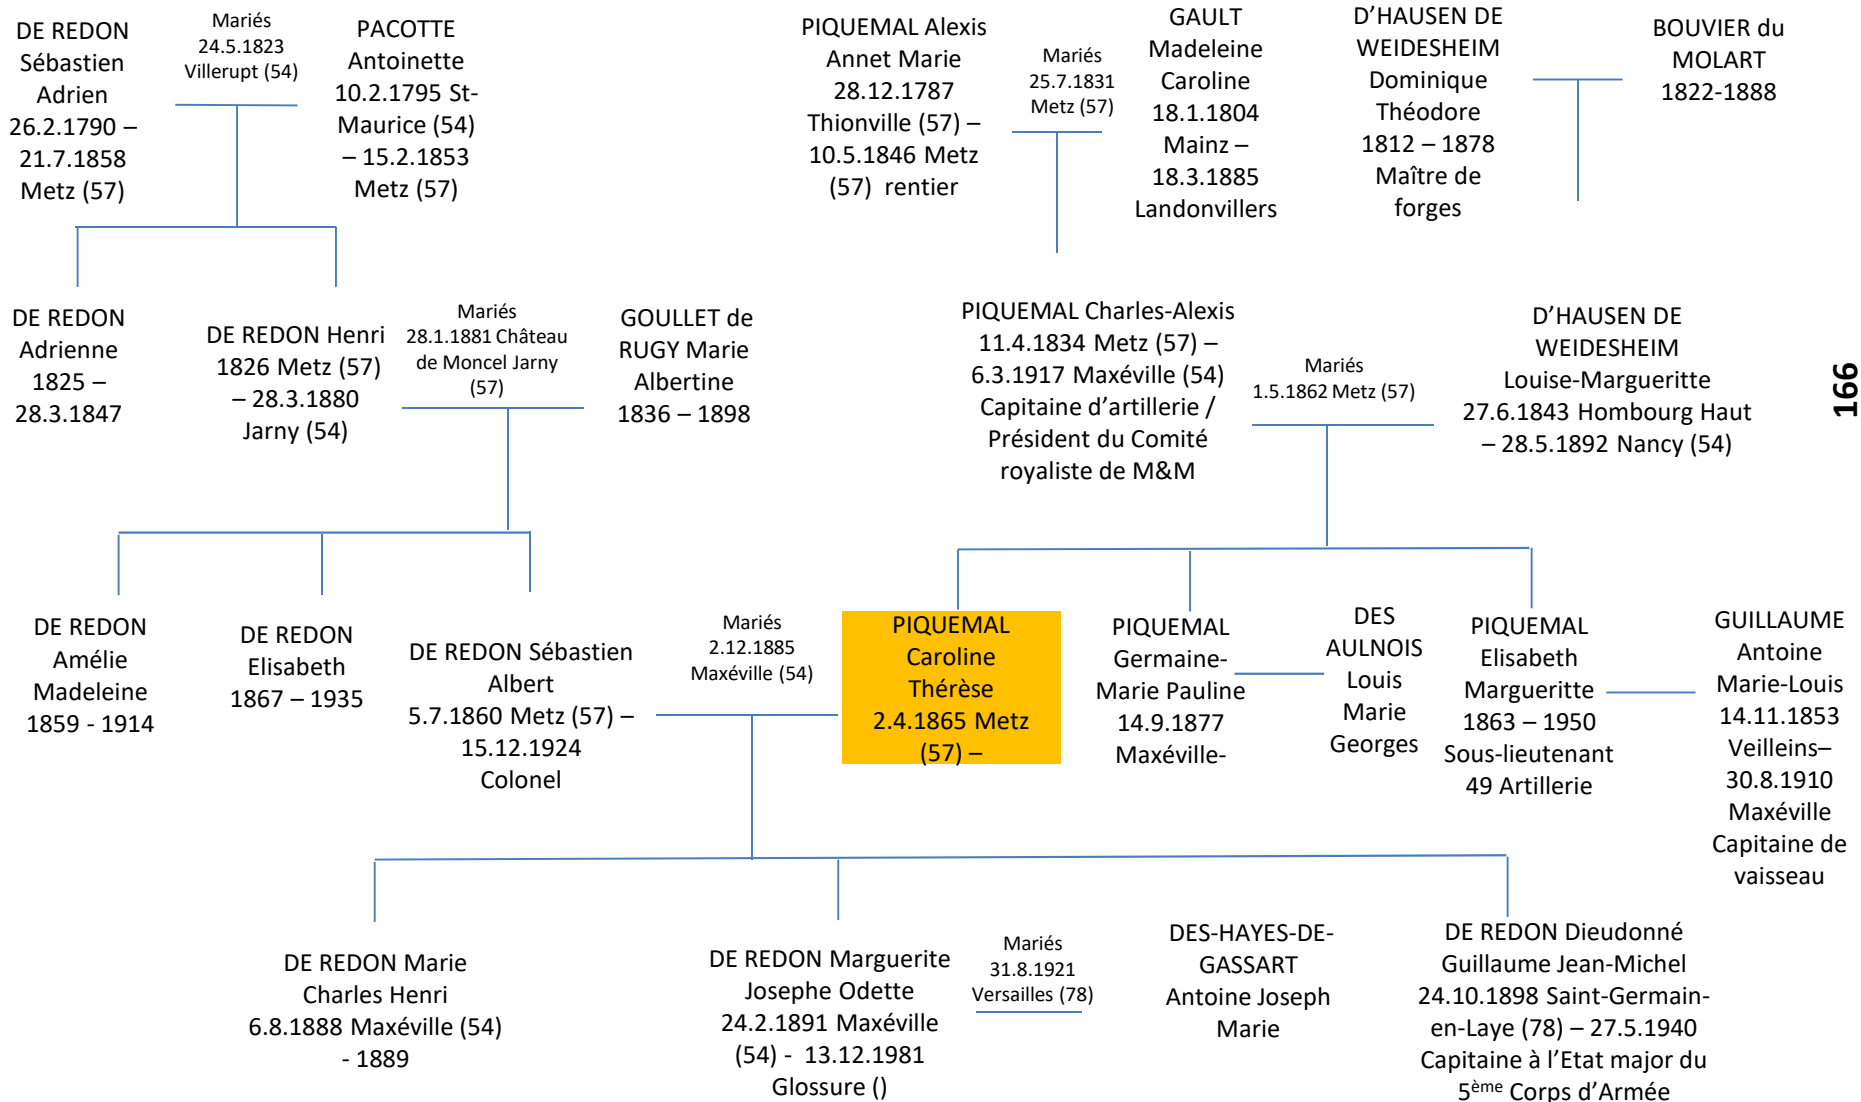 DE REDON
Sébastien
Adrien
26.2.1790 –
21.7.1858
Metz (57)
Mariés
24.5.1823
Villerupt (54)
PACOTTE
Antoinette
10.2.1795 St-
Maurice (54)
– 15.2.1853
Metz (57)
PIQUEMAL Alexis
Annet Marie
28.12.1787
Thionville (57) –
10.5.1846 Metz
(57) rentier
Mariés
25.7.1831
Metz (57)
GAULT
Madeleine
Caroline
18.1.1804
Mainz –
18.3.1885
Landonvillers
D’HAUSEN DE
WEIDESHEIM
Dominique
Théodore
1812 – 1878
Maître de
forges
BOUVIER du
MOLART
1822-1888
DE REDON
Adrienne
1825 –
28.3.1847
DE REDON Henri
1826 Metz (57)
– 28.3.1880
Jarny (54)
Mariés
28.1.1881 Château
de Moncel Jarny
(57)
GOULLET de
RUGY Marie
Albertine
1836 – 1898
PIQUEMAL Charles-Alexis
11.4.1834 Metz (57) –
6.3.1917 Maxéville (54)
Capitaine d’artillerie /
Président du Comité
royaliste de M&M
Mariés
1.5.1862 Metz (57)
D’HAUSEN DE
WEIDESHEIM
Louise-Margueritte
27.6.1843 Hombourg Haut
– 28.5.1892 Nancy (54)
166
DE REDON
Amélie
Madeleine
1859 - 1914
DE REDON
Elisabeth
1867 – 1935
DE REDON Sébastien
Albert
5.7.1860 Metz (57) –
15.12.1924
Colonel
Mariés
2.12.1885
Maxéville (54)
PIQUEMAL
Caroline
Thérèse
2.4.1865 Metz
(57) –
PIQUEMAL
Germaine-
Marie Pauline
14.9.1877
Maxéville-
DES
AULNOIS
Louis
Marie
Georges
PIQUEMAL
Elisabeth
Margueritte
1863 – 1950
Sous-lieutenant
49 Artillerie
GUILLAUME
Antoine
Marie-Louis
14.11.1853
Veilleins–
30.8.1910
Maxéville
Capitaine de
vaisseau
DE REDON Marie
Charles Henri
6.8.1888 Maxéville (54)
- 1889
DE REDON Marguerite
Josephe Odette
24.2.1891 Maxéville
(54) - 13.12.1981
Glossure ()
Mariés
31.8.1921
Versailles (78)
DES-HAYES-DE-
GASSART
Antoine Joseph
Marie
DE REDON Dieudonné
Guillaume Jean-Michel
24.10.1898 Saint-Germain-
en-Laye (78) – 27.5.1940
Capitaine à l’Etat major du
5ème Corps d’Armée